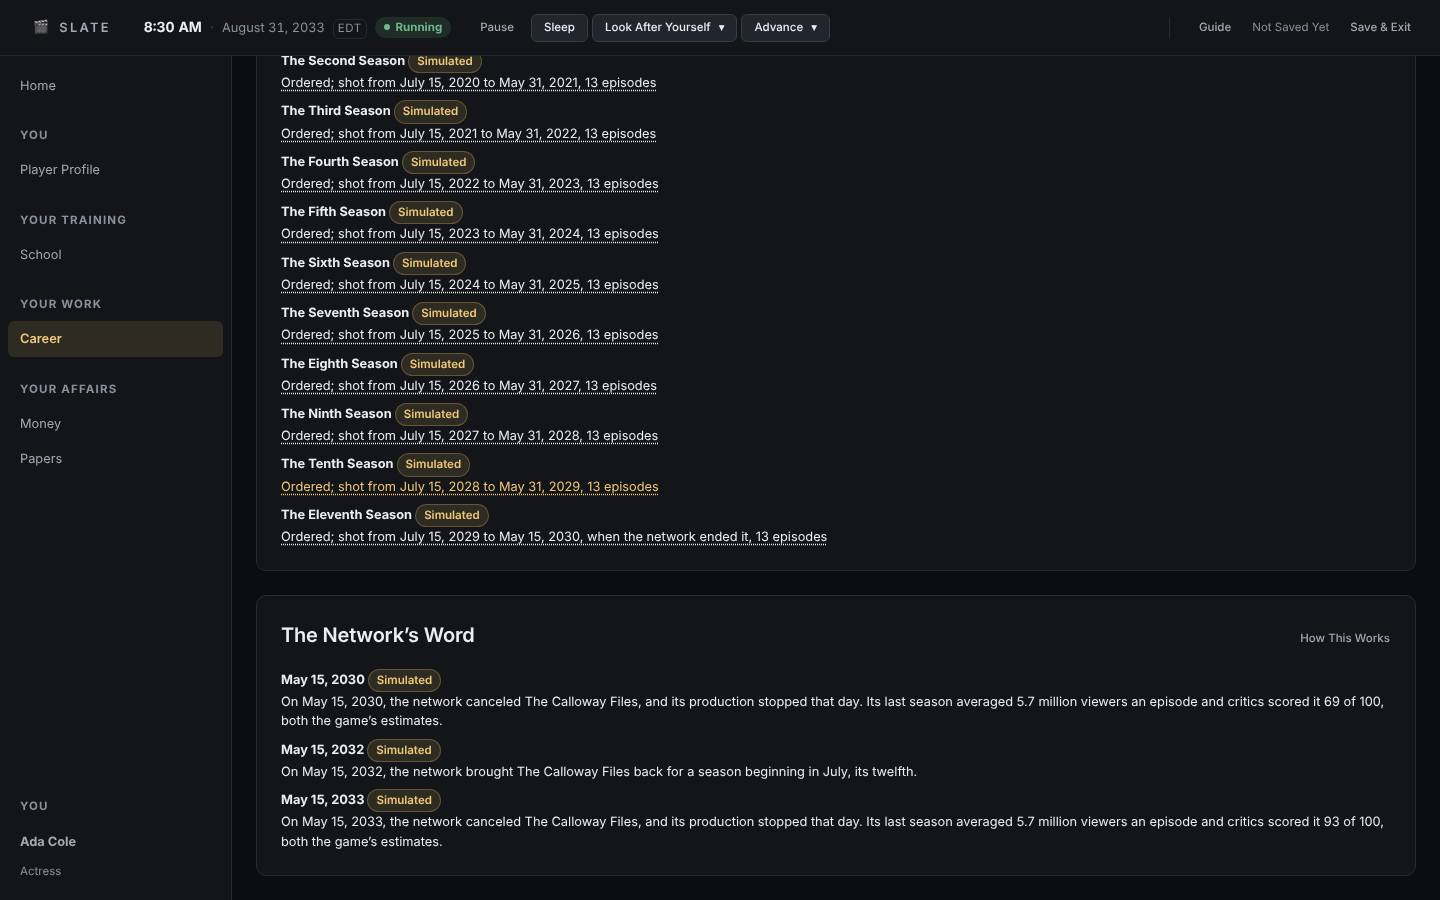 SLATE
8:30 AM · August 31, 2033 EDT Running Pause Sleep Look After Yourself ▾ Advance ▾ Guide Not Saved Yet Save & Exit
Home
YOU
Player Profile
YOUR TRAINING
School
YOUR WORK
Career
YOUR AFFAIRS
Money
Papers
YOU
Ada Cole
Actress
The Second Season Simulated
Ordered; shot from July 15, 2020 to May 31, 2021, 13 episodes
The Third Season Simulated
Ordered; shot from July 15, 2021 to May 31, 2022, 13 episodes
The Fourth Season Simulated
Ordered; shot from July 15, 2022 to May 31, 2023, 13 episodes
The Fifth Season Simulated
Ordered; shot from July 15, 2023 to May 31, 2024, 13 episodes
The Sixth Season Simulated
Ordered; shot from July 15, 2024 to May 31, 2025, 13 episodes
The Seventh Season Simulated
Ordered; shot from July 15, 2025 to May 31, 2026, 13 episodes
The Eighth Season Simulated
Ordered; shot from July 15, 2026 to May 31, 2027, 13 episodes
The Ninth Season Simulated
Ordered; shot from July 15, 2027 to May 31, 2028, 13 episodes
The Tenth Season Simulated
Ordered; shot from July 15, 2028 to May 31, 2029, 13 episodes
The Eleventh Season Simulated
Ordered; shot from July 15, 2029 to May 15, 2030, when the network ended it, 13 episodes
The Network’s Word
How This Works
May 15, 2030 Simulated
On May 15, 2030, the network canceled The Calloway Files, and its production stopped that day. Its last season averaged 5.7 million viewers an episode and critics scored it 69 of 100,
both the game’s estimates.
May 15, 2032 Simulated
On May 15, 2032, the network brought The Calloway Files back for a season beginning in July, its twelfth.
May 15, 2033 Simulated
On May 15, 2033, the network canceled The Calloway Files, and its production stopped that day. Its last season averaged 5.7 million viewers an episode and critics scored it 93 of 100,
both the game’s estimates.